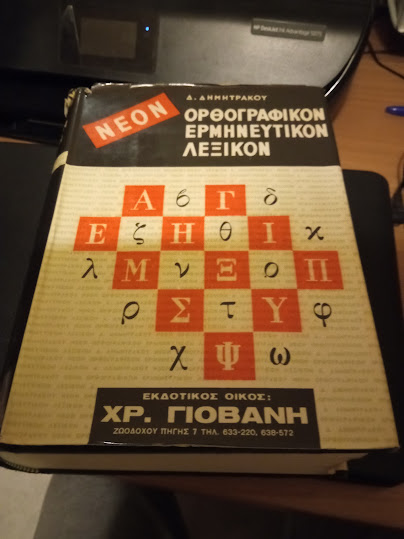 Δ. ΔΗΜΗΤΡΑΚΟΥ
ΝΕΟΝ
ΟΡΘΟΓΡΑΦΙΚΟΝ
ΕΡΜΗΝΕΥΤΙΚΟΝ
ΛΕΞΙΚΟΝ
Α β Γ δ
Ε ζ Η θ Ι κ
λ Μ ν Ξ ο Π
ρ Σ τ Υ φ
χ Ψ ω
ΕΚΔΟΤΙΚΟΣ ΟΙΚΟΣ:
ΧΡ. ΓΙΟΒΑΝΗ
ΖΩΟΔΟΧΟΥ ΠΗΓΗΣ 7 ΤΗΛ. 633-220, 638-572